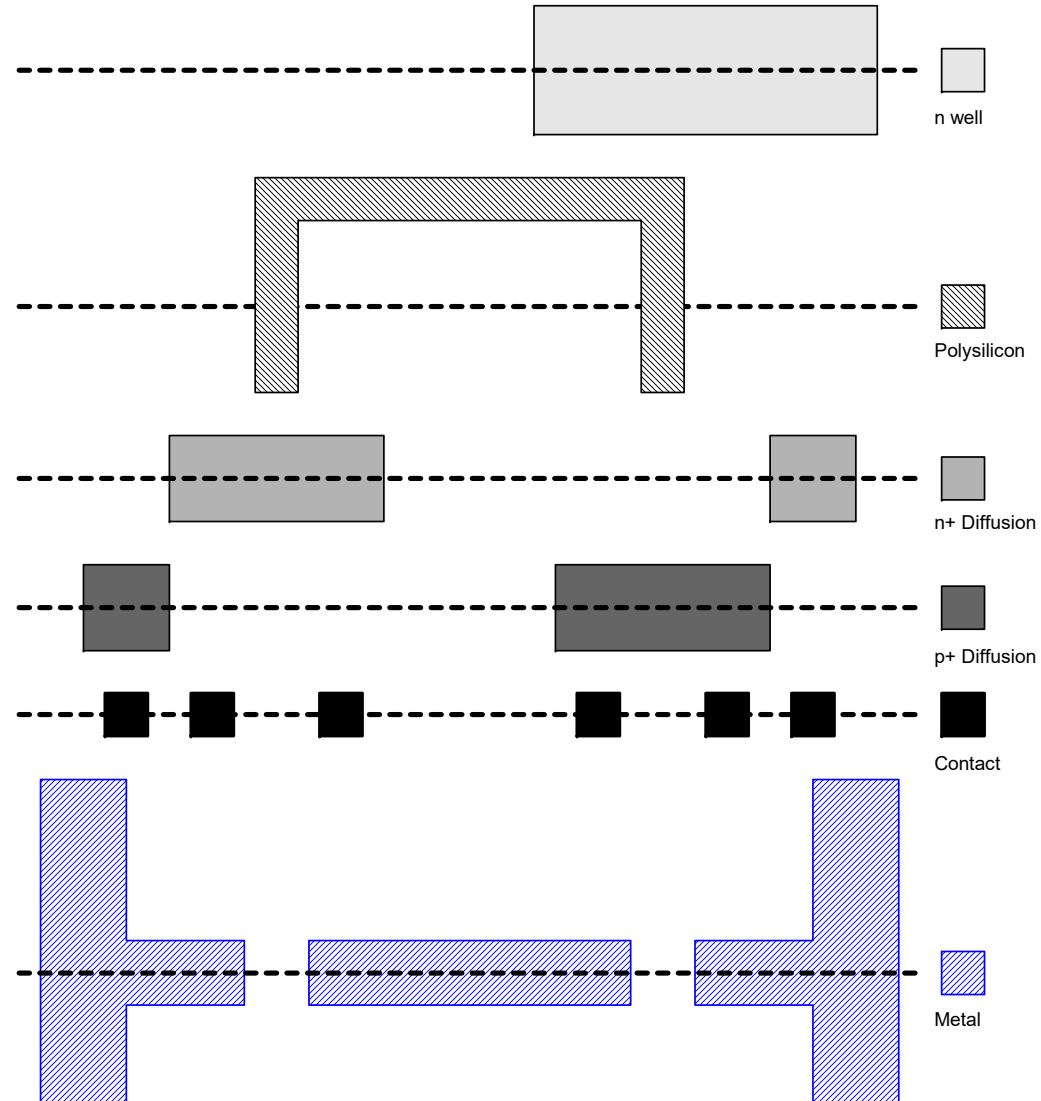 n well
Polysilicon
n+ Diffusion
p+ Diffusion
Contact
Metal